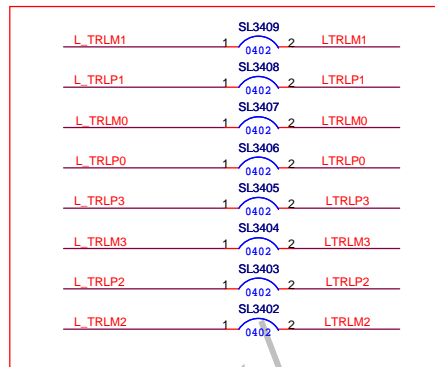 SL3409
L_TRLM1 1 2 LTRLM1
0402
SL3408
L_TRLP1 1 2 LTRLP1
0402
SL3407
L_TRLM0 1 2 LTRLM0
0402
SL3406
L_TRLP0 1 2 LTRLP0
0402
SL3405
L_TRLP3 1 2 LTRLP3
0402
SL3404
L_TRLM3 1 2 LTRLM3
0402
SL3403
L_TRLP2 1 2 LTRLP2
0402
SL3402
L_TRLM2 1 2 LTRLM2
0402